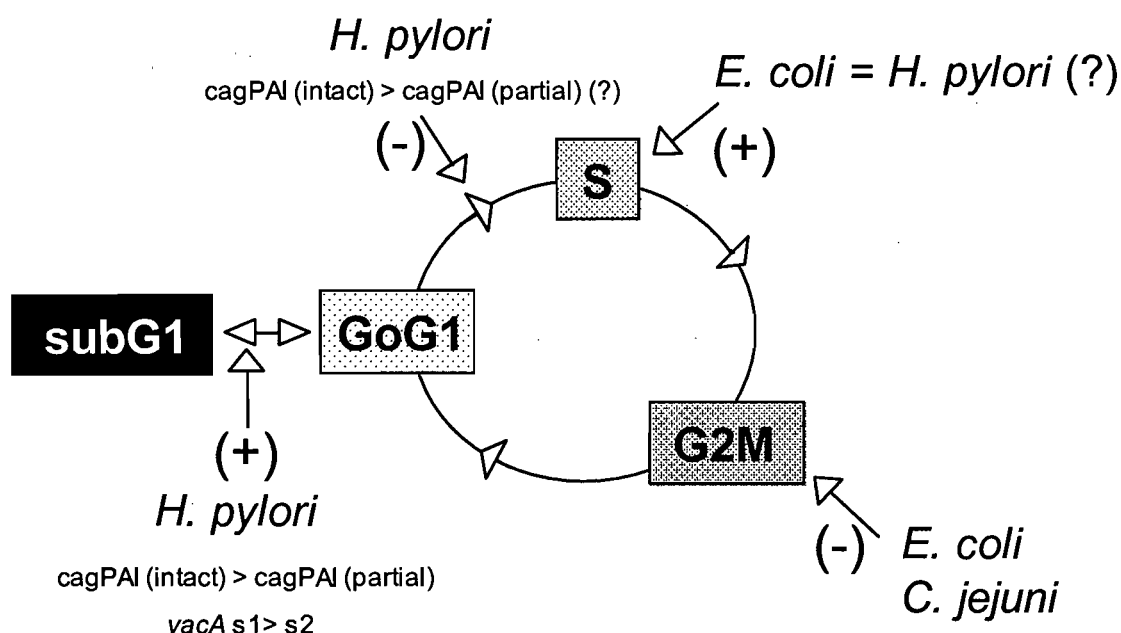 H. pylori
cagPAI (intact) > cagPAI (partial) (?)
(-)
E. coli = H. pylori (?)
(+)
S
subG1
GoG1
G2M
(+)
H. pylori
cagPAI (intact) > cagPAI (partial)
vacA s1> s2
(-)
E. coli
C. jejuni